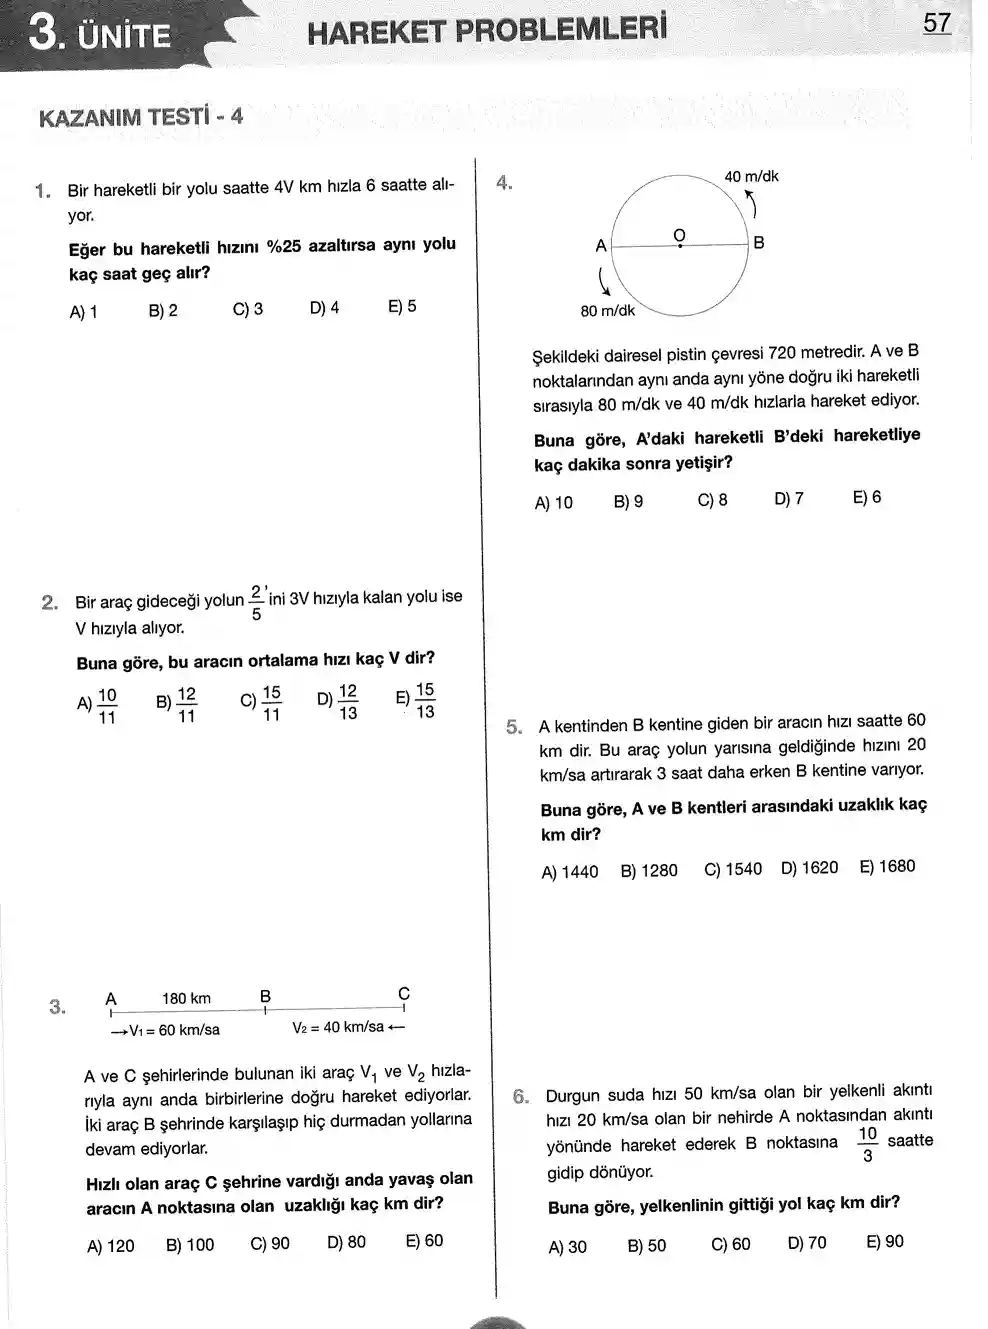 3. ÜNİTE
HAREKET PROBLEMLERİ
57
KAZANIM TESTİ - 4
1. Bir hareketli bir yolu saatte 4V km hızla 6 saatte alı-
yor.
Eğer bu hareketli hızını %25 azaltırsa aynı yolu
kaç saat geç alır?
A) 1 B) 2 C) 3 D) 4 E) 5
2. Bir araç gideceği yolun 2/5'ini 3V hızıyla kalan yolu ise
V hızıyla alıyor.
Buna göre, bu aracın ortalama hızı kaç V dir?
A) 10/11 B) 12/11 C) 15/11 D) 12/13 E) 15/13
3. A 180 km B C
→V1 = 60 km/sa V2 = 40 km/sa ←
A ve C şehirlerinde bulunan iki araç V1 ve V2 hızla-
rıyla aynı anda birbirlerine doğru hareket ediyorlar.
İki araç B şehrinde karşılaşıp hiç durmadan yollarına
devam ediyorlar.
Hızlı olan araç C şehrine vardığı anda yavaş olan
aracın A noktasına olan uzaklığı kaç km dir?
A) 120 B) 100 C) 90 D) 80 E) 60
4.
40 m/dk
A O B
80 m/dk
Şekildeki dairesel pistin çevresi 720 metredir. A ve B
noktalarından aynı anda aynı yöne doğru iki hareketli
sırasıyla 80 m/dk ve 40 m/dk hızlarla hareket ediyor.
Buna göre, A'daki hareketli B'deki hareketliye
kaç dakika sonra yetişir?
A) 10 B) 9 C) 8 D) 7 E) 6
5. A kentinden B kentine giden bir aracın hızı saatte 60
km dir. Bu araç yolun yarısına geldiğinde hızını 20
km/sa artırarak 3 saat daha erken B kentine varıyor.
Buna göre, A ve B kentleri arasındaki uzaklık kaç
km dir?
A) 1440 B) 1280 C) 1540 D) 1620 E) 1680
6. Durgun suda hızı 50 km/sa olan bir yelkenli akıntı
hızı 20 km/sa olan bir nehirde A noktasından akıntı
yönünde hareket ederek B noktasına 10/3 saatte
gidip dönüyor.
Buna göre, yelkenlinin gittiği yol kaç km dir?
A) 30 B) 50 C) 60 D) 70 E) 90